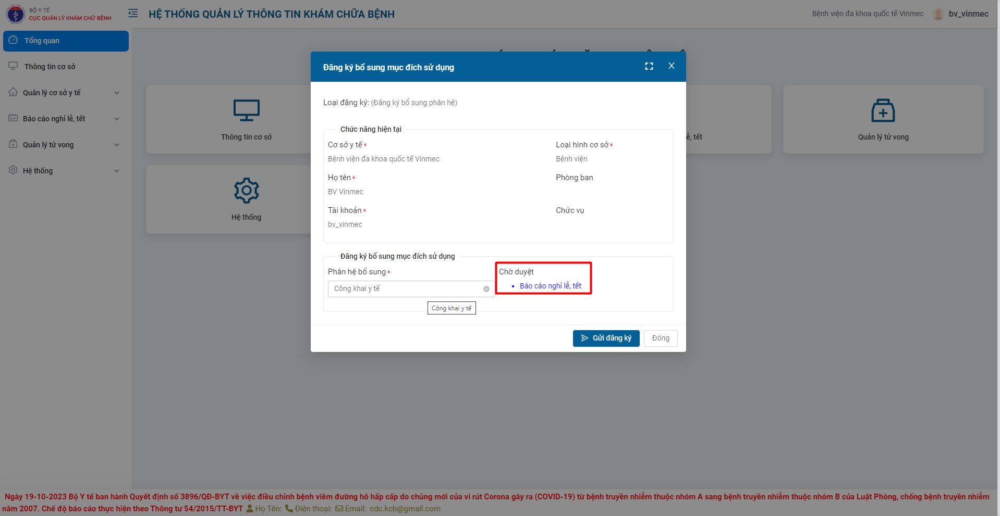 BỘ Y TẾ
CỤC QUẢN LÝ KHÁM CHỮ BỆNH
HỆ THỐNG QUẢN LÝ THÔNG TIN KHÁM CHỮA BỆNH
Bệnh viện đa khoa quốc tế Vinmec
bv_vinmec
Tổng quan
Thông tin cơ sở
Quản lý cơ sở y tế
Báo cáo nghỉ lễ, tết
Quản lý tử vong
Hệ thống
Thông tin cơ sở
ễ, tết
Quản lý tử vong
Hệ thống
Đăng ký bổ sung mục đích sử dụng
Loại đăng ký: (Đăng ký bổ sung phân hệ)
Chức năng hiện tại
Cơ sở y tế *
Loại hình cơ sở *
Bệnh viện đa khoa quốc tế Vinmec
Bệnh viện
Họ tên *
Phòng ban
BV Vinmec
Tài khoản *
Chức vụ
bv_vinmec
Đăng ký bổ sung mục đích sử dụng
Phân hệ bổ sung *
Chờ duyệt
Công khai y tế
Báo cáo nghỉ lễ, tết
Công khai y tế
Gửi đăng ký
Đóng
Ngày 19-10-2023 Bộ Y tế ban hành Quyết định số 3896/QĐ-BYT về việc điều chỉnh bệnh viêm đường hô hấp cấp do chủng mới của vi rút Corona gây ra (COVID-19) từ bệnh truyền nhiễm thuộc nhóm A sang bệnh truyền nhiễm thuộc nhóm B của Luật Phòng, chống bệnh truyền nhiễm
năm 2007. Chế độ báo cáo thực hiện theo Thông tư 54/2015/TT-BYT Họ Tên: Điện thoại: Email: cdc.kcb@gmail.com